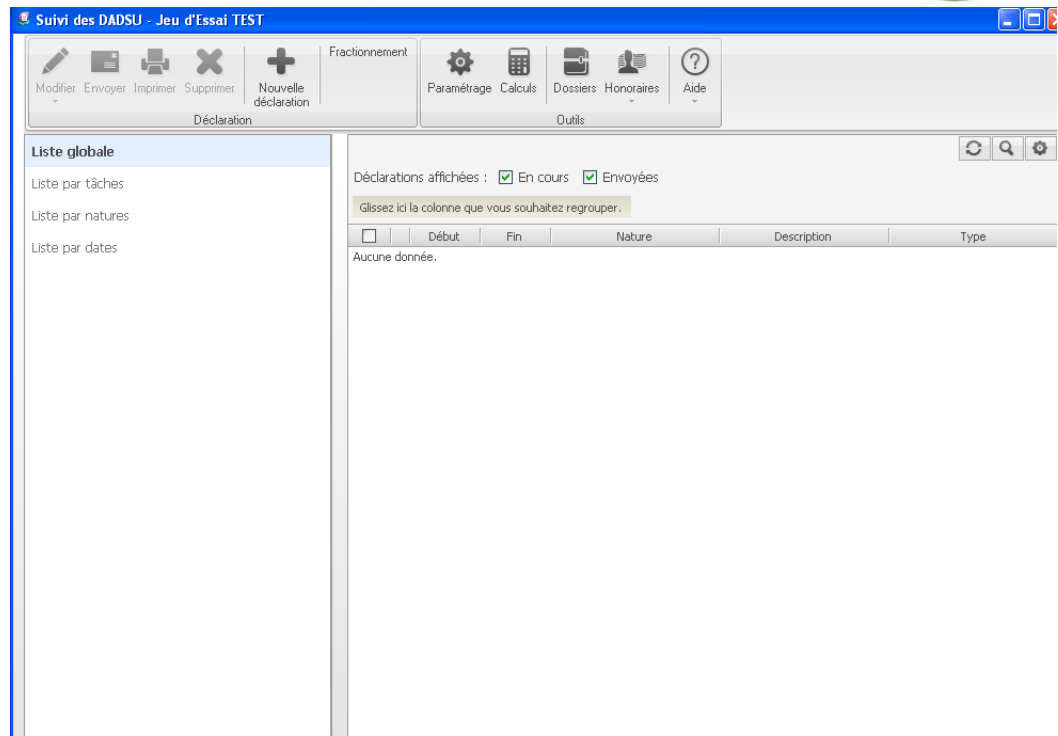 Suivi des DADSU - Jeu d'Essai TEST
Modifier Envoyer Imprimer Supprimer Nouvelle déclaration Fractionnement Paramétrage Calculs Dossiers Honoraires Aide
Déclaration Outils
Liste globale
Liste par tâches
Liste par natures
Liste par dates
Déclarations affichées : En cours Envoyées
Glissez ici la colonne que vous souhaitez regrouper.
Début Fin Nature Description Type
Aucune donnée.